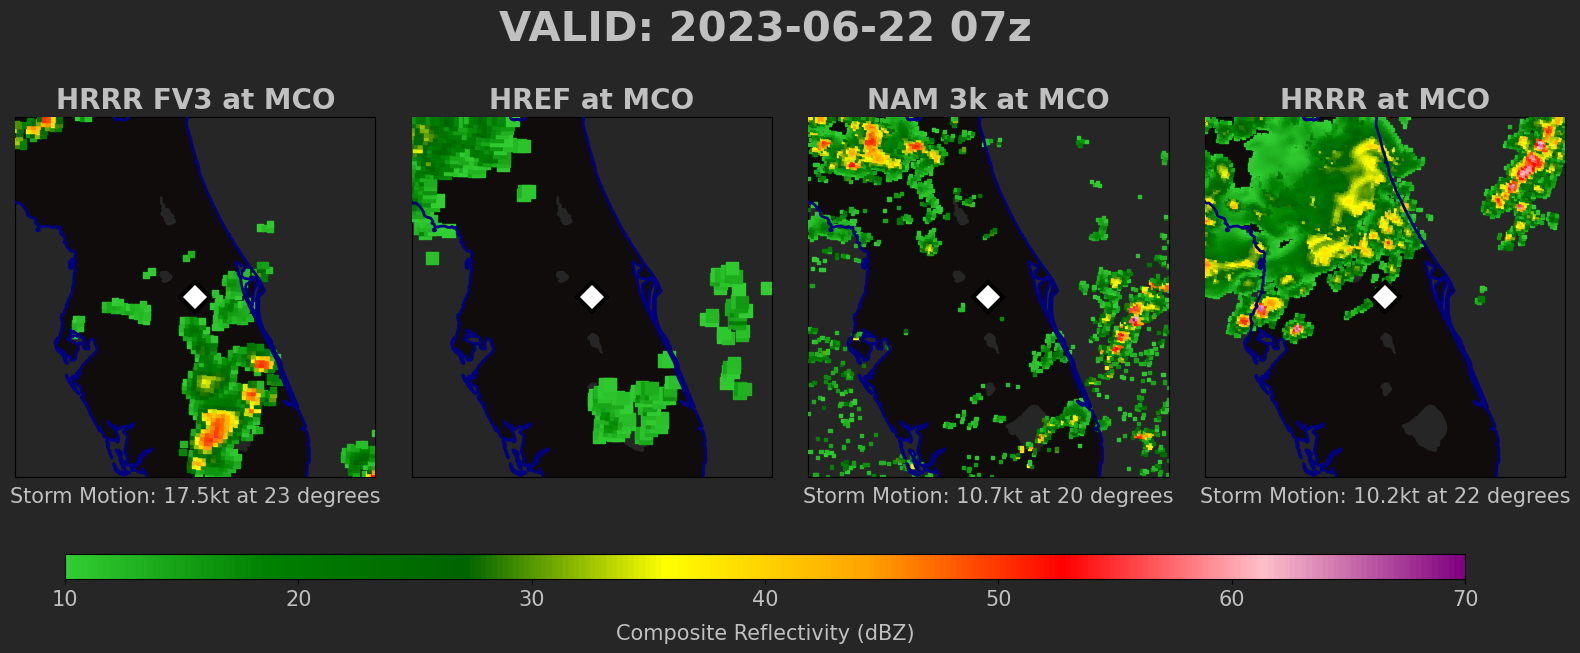 VALID: 2023-06-22 07z
HRRR FV3 at MCO
HREF at MCO
NAM 3k at MCO
HRRR at MCO
Storm Motion: 17.5kt at 23 degrees
Storm Motion: 10.7kt at 20 degrees
Storm Motion: 10.2kt at 22 degrees
10 20 30 40 50 60 70
Composite Reflectivity (dBZ)